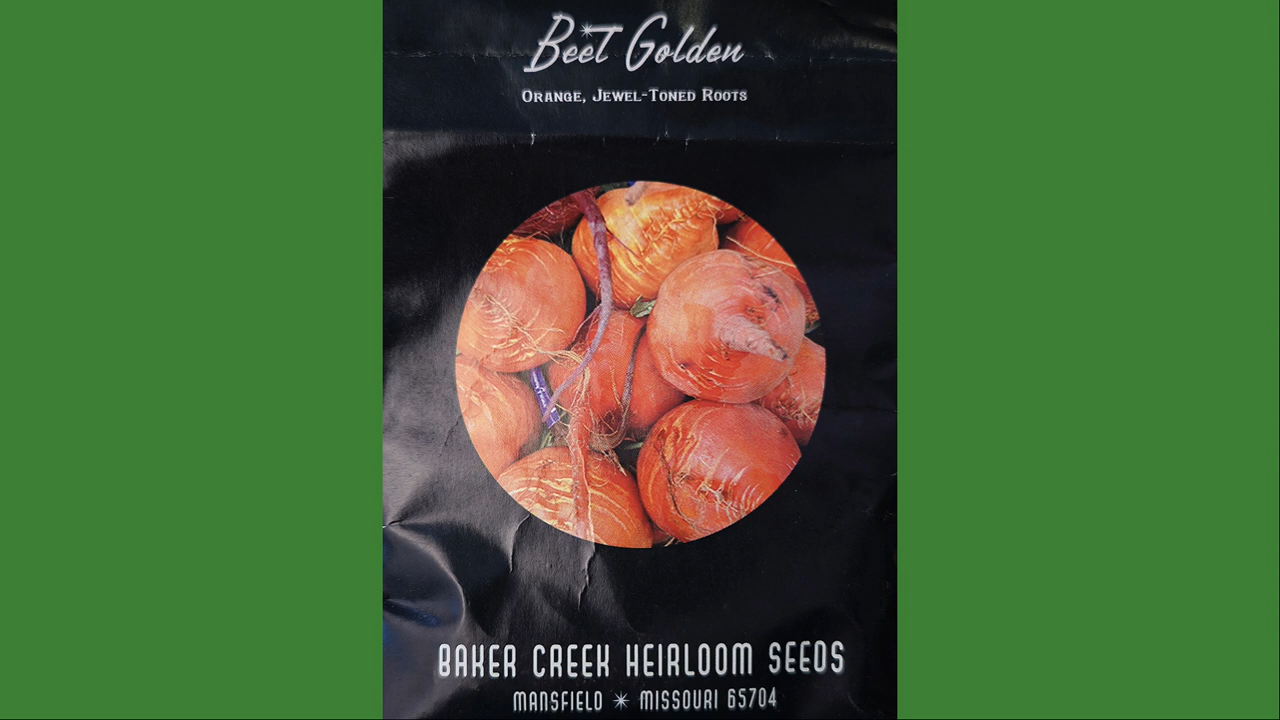 Beet Golden
Orange, Jewel-Toned Roots
BAKER CREEK HEIRLOOM SEEDS
MANSFIELD ✴ MISSOURI 65704